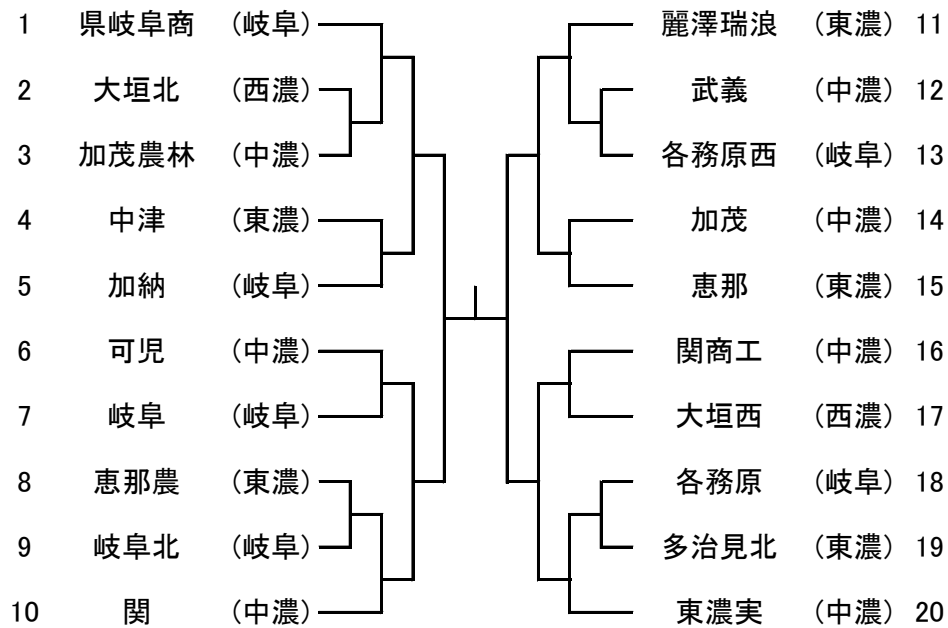 1 県岐阜商 (岐阜)
2 大垣北 (西濃)
3 加茂農林 (中濃)
4 中津 (東濃)
5 加納 (岐阜)
6 可児 (中濃)
7 岐阜 (岐阜)
8 恵那農 (東濃)
9 岐阜北 (岐阜)
10 関 (中濃)
麗澤瑞浪 (東濃) 11
武義 (中濃) 12
各務原西 (岐阜) 13
加茂 (中濃) 14
恵那 (東濃) 15
関商工 (中濃) 16
大垣西 (西濃) 17
各務原 (岐阜) 18
多治見北 (東濃) 19
東濃実 (中濃) 20